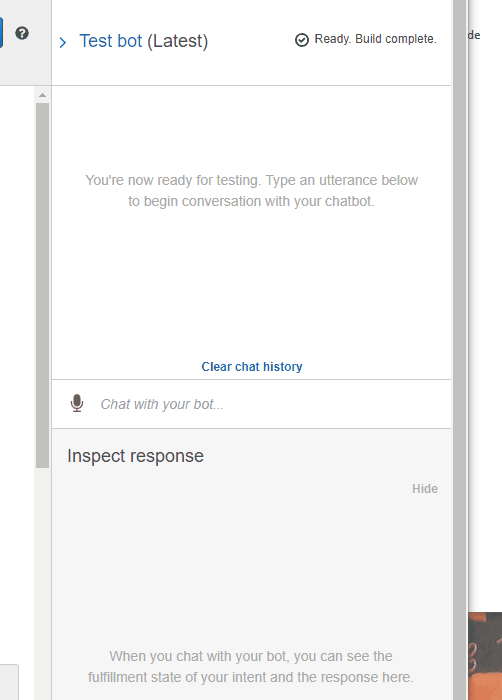 ?
Test bot (Latest)
Ready. Build complete.
de
You're now ready for testing. Type an utterance below
to begin conversation with your chatbot.
Clear chat history
Chat with your bot...
Inspect response
Hide
When you chat with your bot, you can see the
fulfillment state of your intent and the response here.